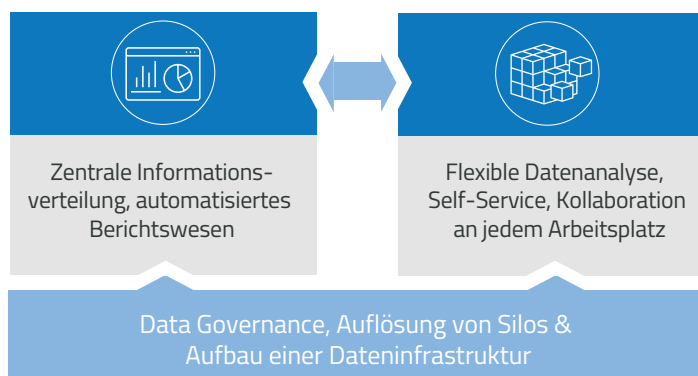 Zentrale Informations-
verteilung, automatisiertes
Berichtswesen
Flexible Datenanalyse,
Self-Service, Kollaboration
an jedem Arbeitsplatz
Data Governance, Auflösung von Silos &
Aufbau einer Dateninfrastruktur